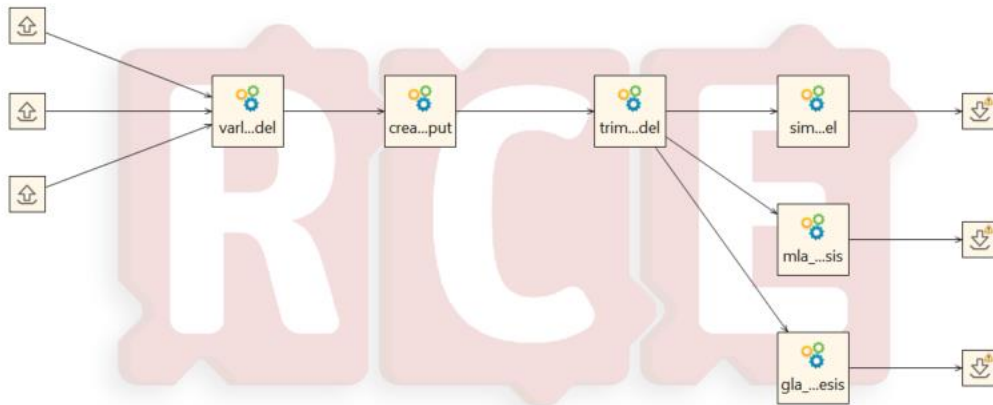 RCE
varl...del
crea...put
trim...del
sim...el
mla_...sis
gla_...esis